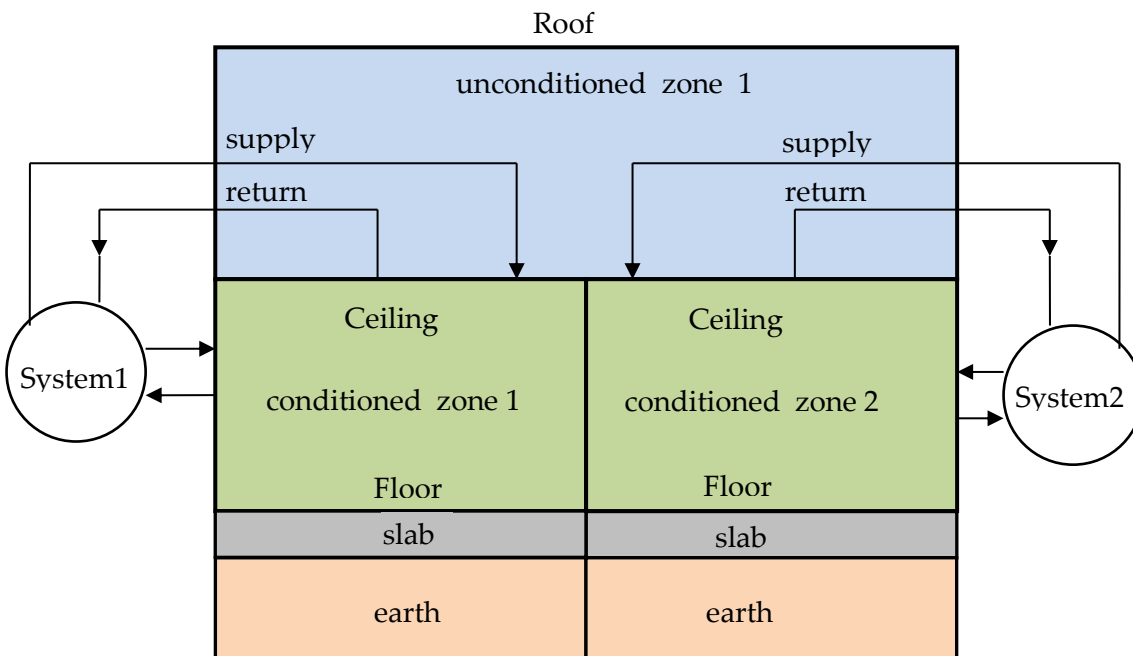 Roof
unconditioned zone 1
supply
supply
return
return
Ceiling
Ceiling
System1
conditioned zone 1
conditioned zone 2
System2
Floor
Floor
slab
slab
earth
earth